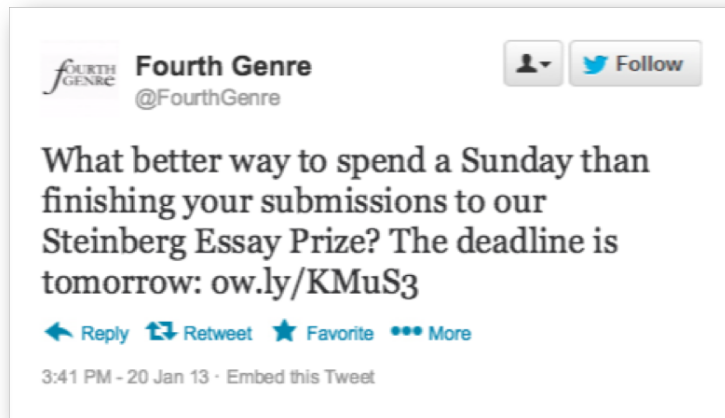 FOURTH GENRE
Fourth Genre
@FourthGenre
Follow
What better way to spend a Sunday than
finishing your submissions to our
Steinberg Essay Prize? The deadline is
tomorrow: ow.ly/KMuS3
Reply Retweet Favorite More
3:41 PM - 20 Jan 13 · Embed this Tweet